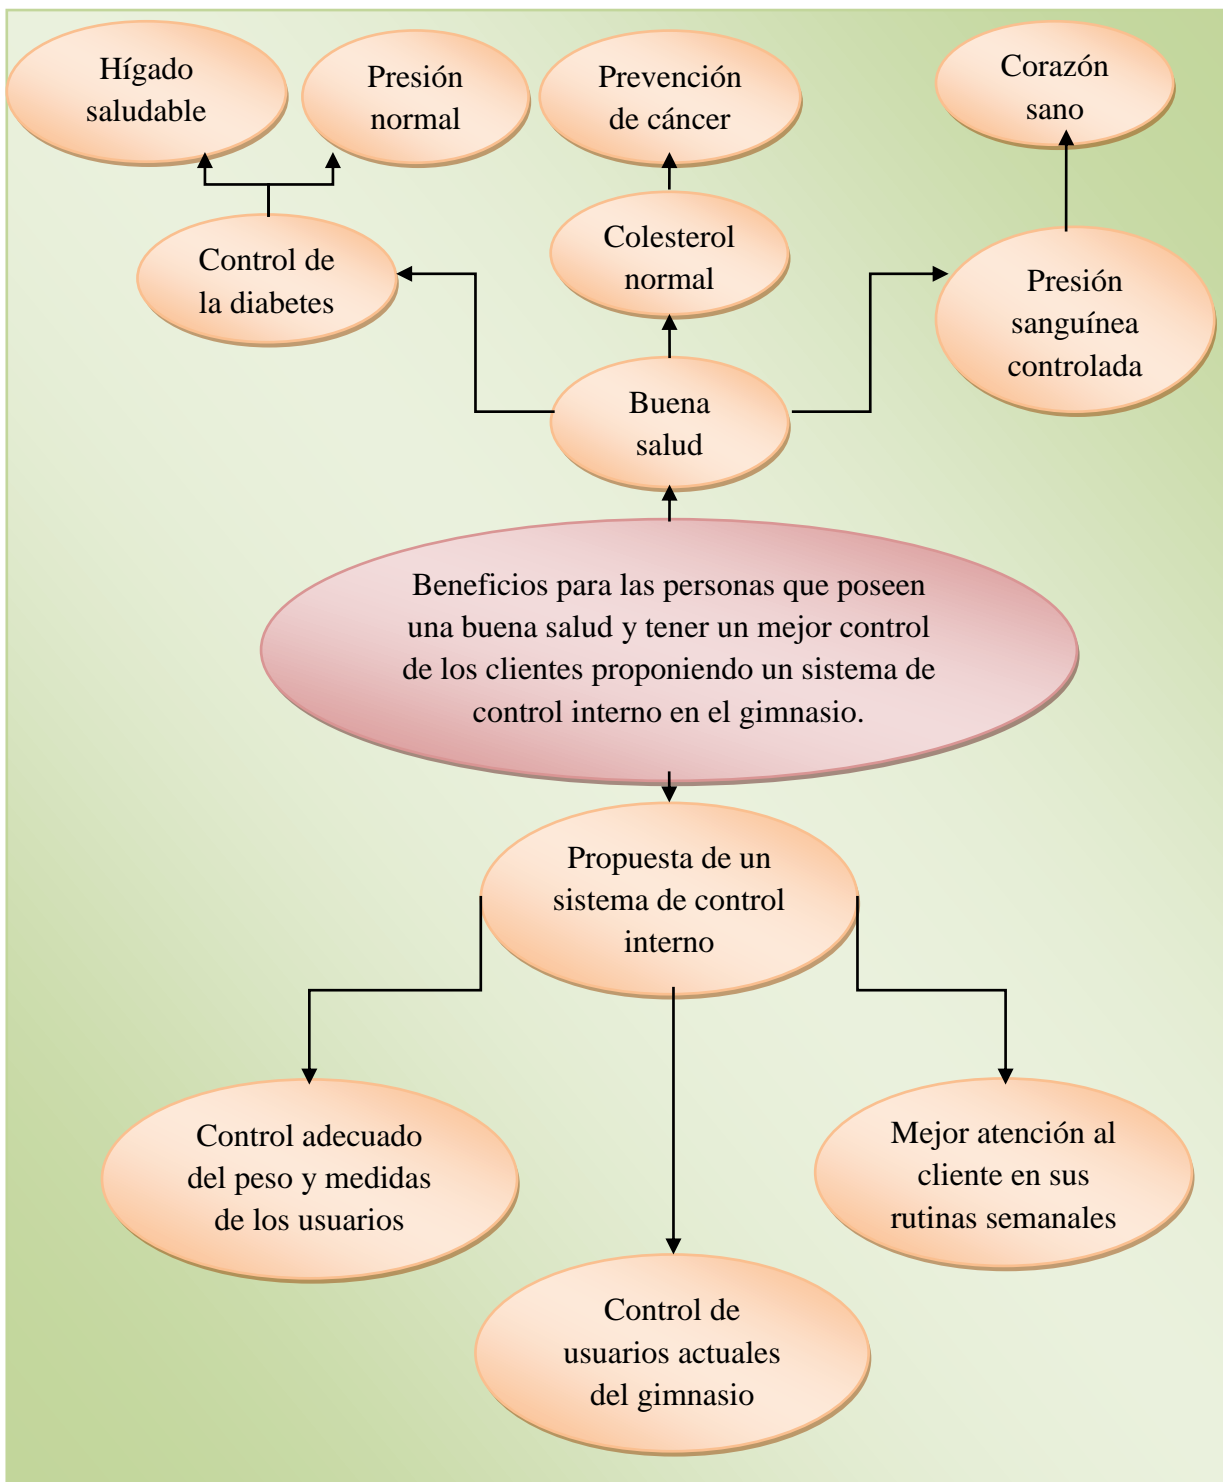 Hígado
saludable
Presión
normal
Prevención
de cáncer
Corazón
sano
Control de
la diabetes
Colesterol
normal
Presión
sanguínea
controlada
Buena
salud
Beneficios para las personas que poseen
una buena salud y tener un mejor control
de los clientes proponiendo un sistema de
control interno en el gimnasio.
Propuesta de un
sistema de control
interno
Control adecuado
del peso y medidas
de los usuarios
Mejor atención al
cliente en sus
rutinas semanales
Control de
usuarios actuales
del gimnasio